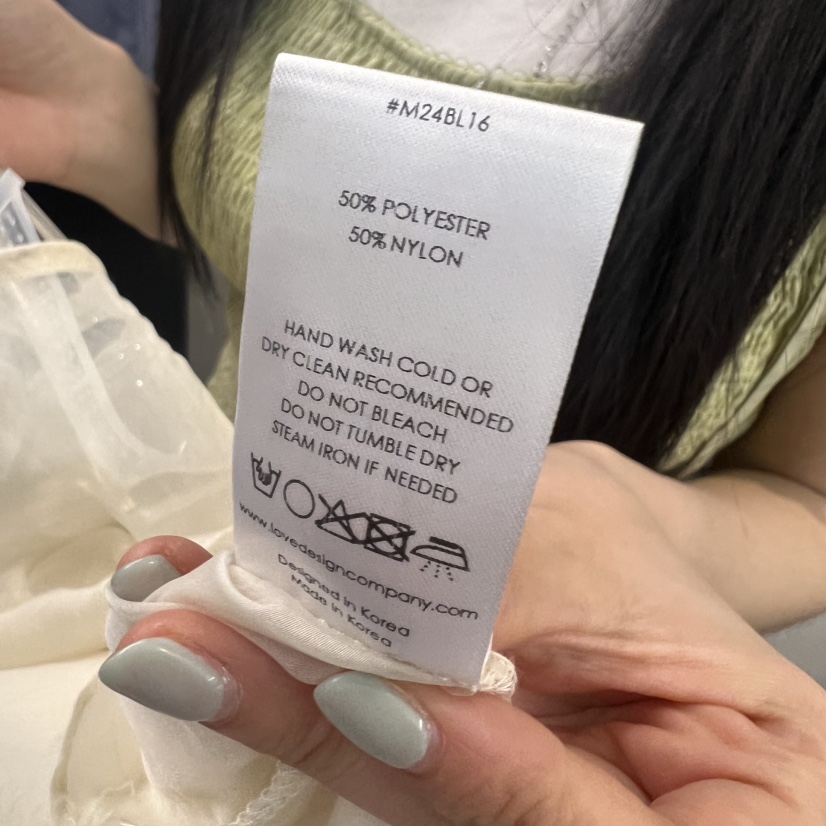 #M24BL16
50% POLYESTER
50% NYLON
HAND WASH COLD OR
DRY CLEAN RECOMMENDED
DO NOT BLEACH
DO NOT TUMBLE DRY
STEAM IRON IF NEEDED
www.lovedesigncompany.com
Designed in Korea
Made in Korea